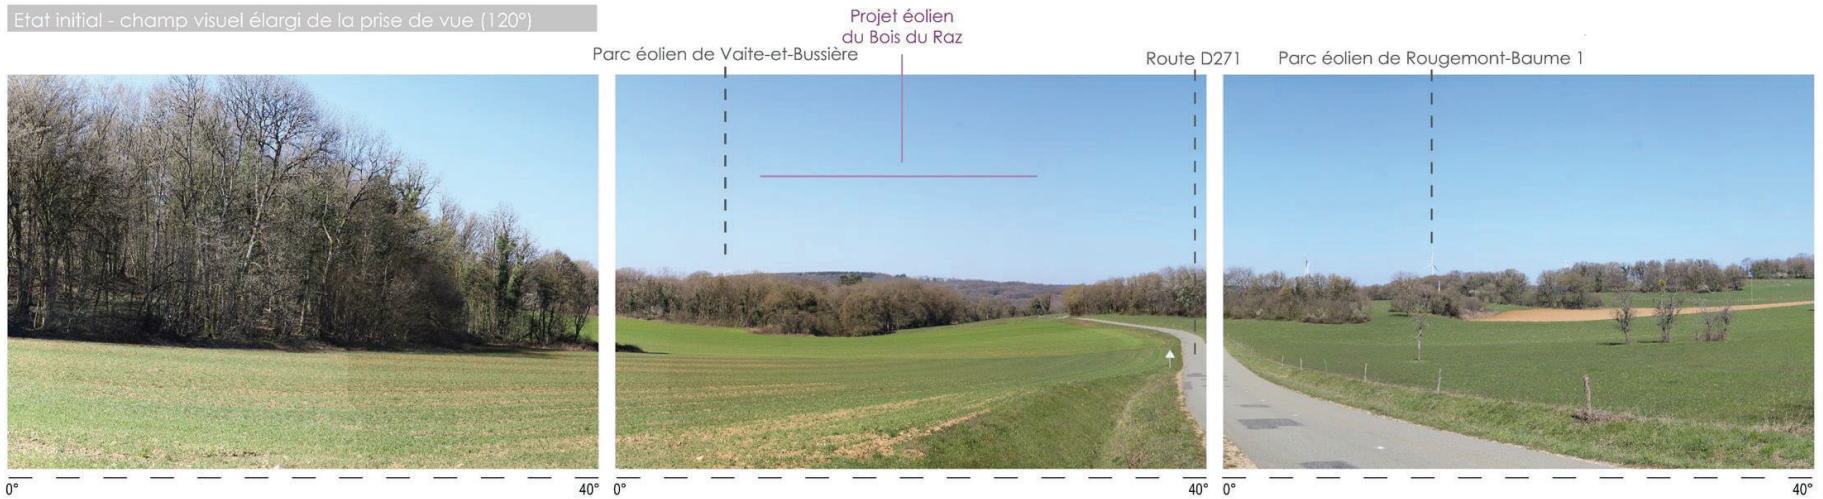 Etat initial - champ visuel élargi de la prise de vue (120°)
Projet éolien
du Bois du Raz
Parc éolien de Vaite-et-Bussière
Route D271
Parc éolien de Rougemont-Baume 1
0°
40°
0°
40°
0°
40°